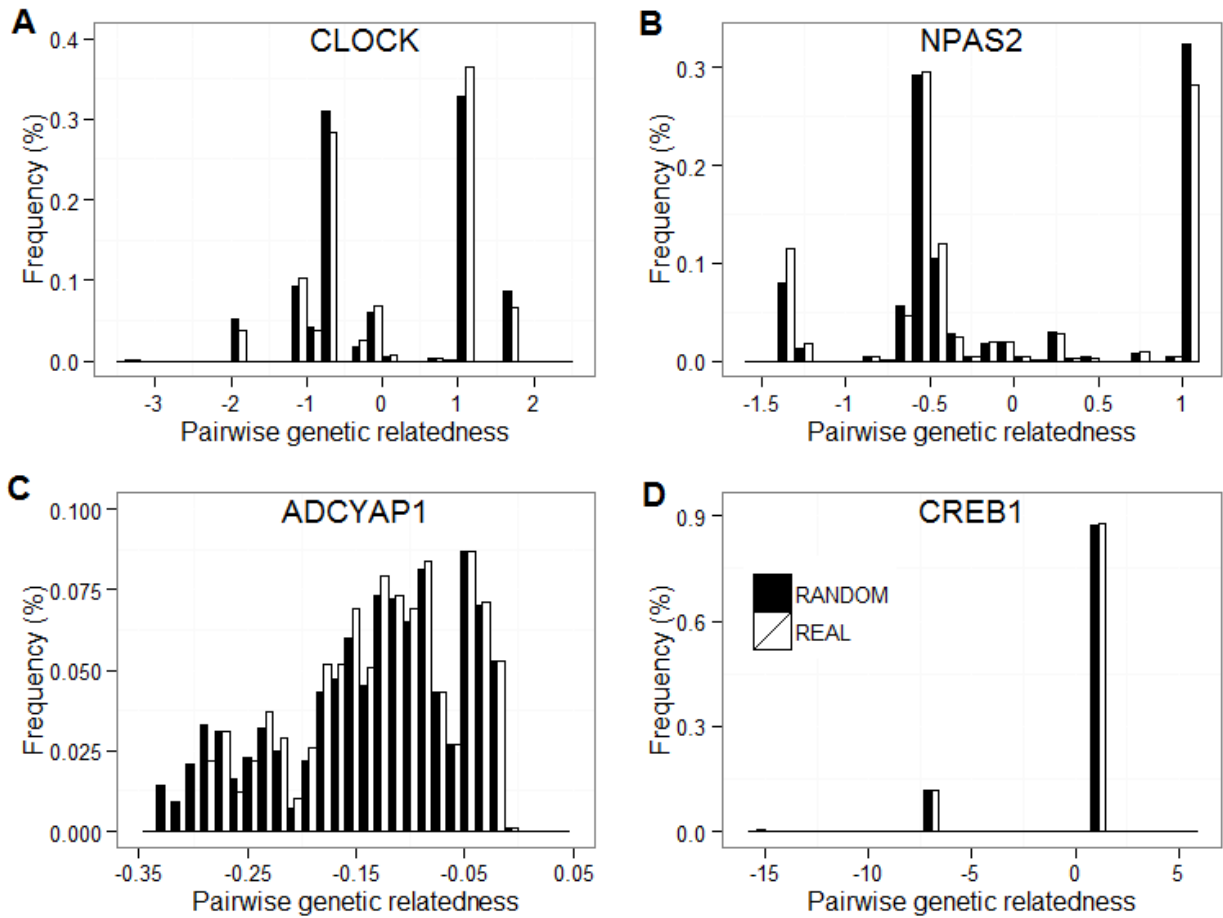 A
CLOCK
0.4
0.3
0.2
0.1
0.0
Frequency (%)
-3
-2
-1
0
1
2
Pairwise genetic relatedness
B
NPAS2
0.3
0.2
0.1
0.0
Frequency (%)
-1.5
-1
-0.5
0
0.5
1
Pairwise genetic relatedness
C
ADCYAP1
0.100
0.075
0.050
0.025
0.000
Frequency (%)
-0.35
-0.25
-0.15
-0.05
0.05
Pairwise genetic relatedness
D
CREB1
0.9
0.6
0.3
0.0
Frequency (%)
RANDOM
REAL
-15
-10
-5
0
5
Pairwise genetic relatedness